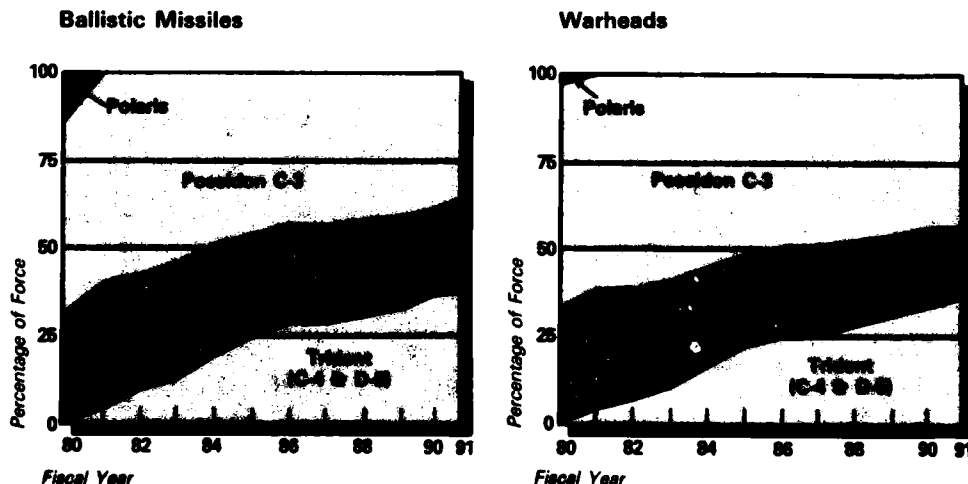 Ballistic Missiles
100
75
50
25
0
Percentage of Force
Polaris
Poseidon C-3
Trident
(C-4 & D-5)
80 82 84 86 88 90 91
Fiscal Year
Warheads
100
75
50
25
0
Percentage of Force
Polaris
Poseidon C-3
Trident
(C-4 & D-5)
80 82 84 86 88 90 91
Fiscal Year